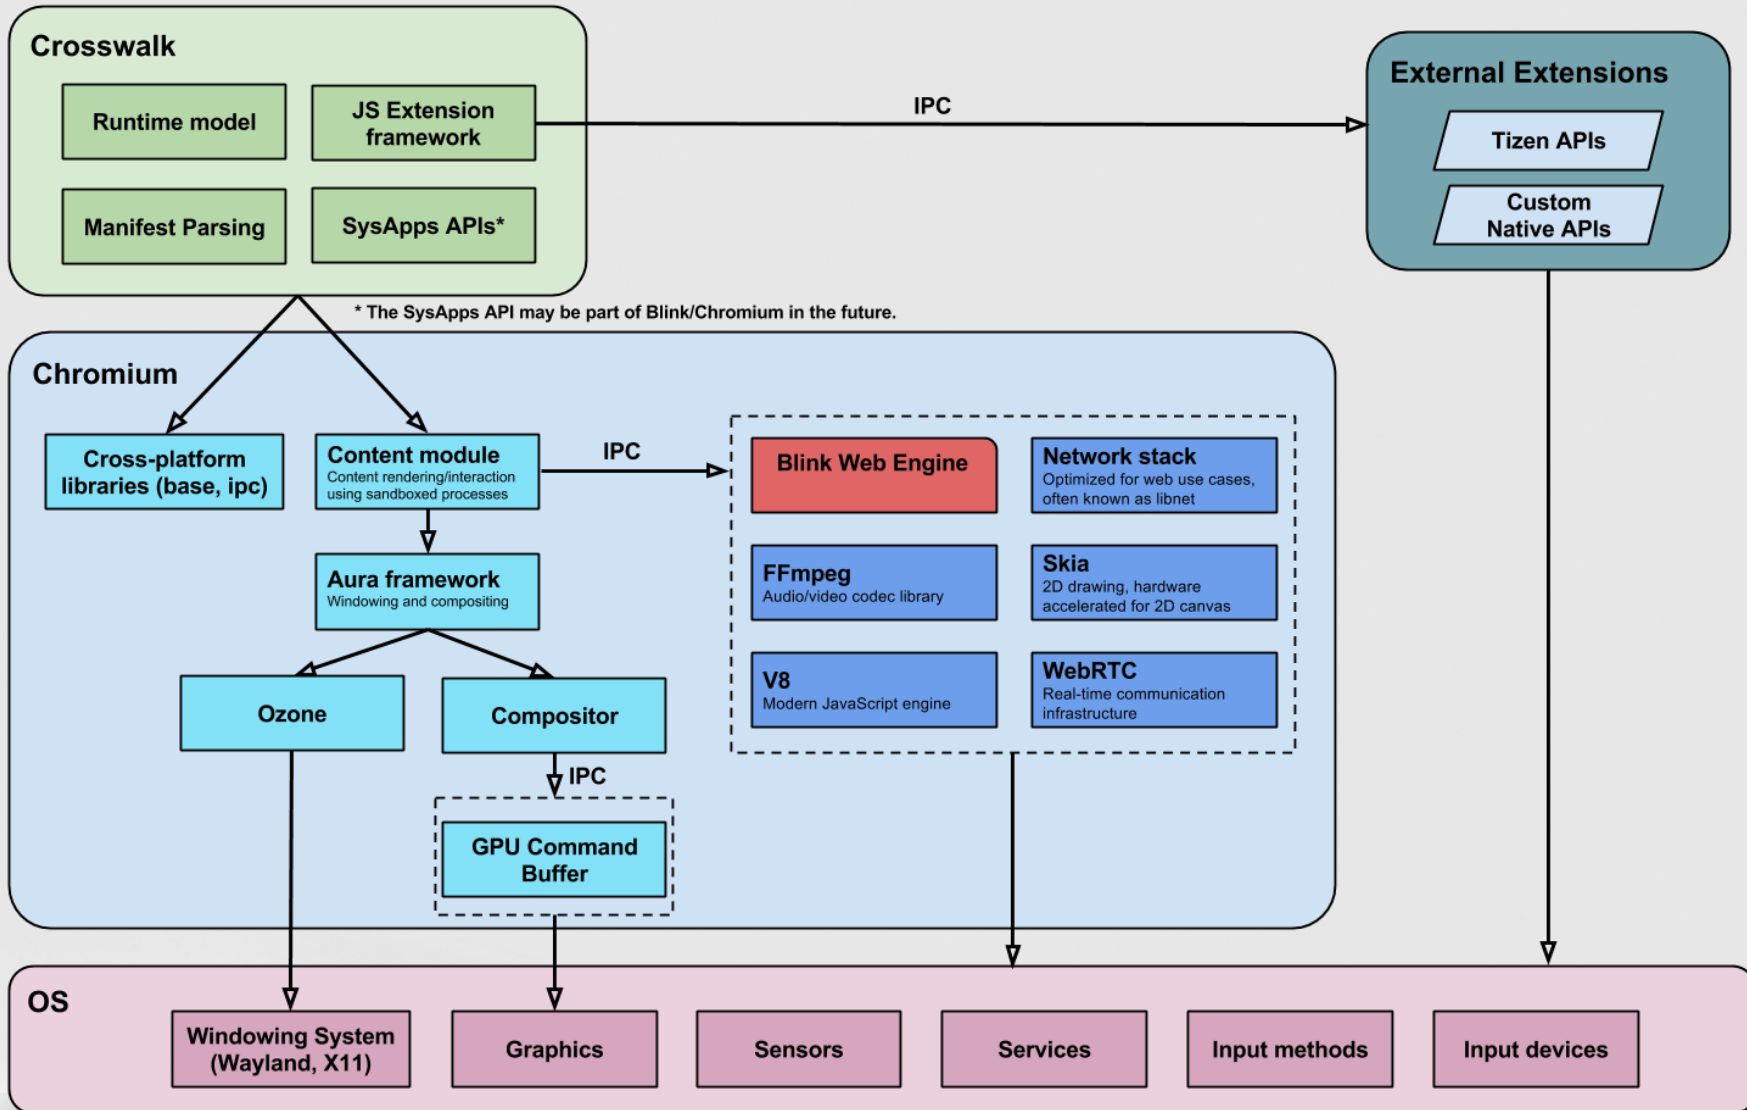 Crosswalk
Runtime model
JS Extension
framework
Manifest Parsing
SysApps APIs*
IPC
External Extensions
Tizen APIs
Custom
Native APIs
* The SysApps API may be part of Blink/Chromium in the future.
Chromium
Cross-platform
libraries (base, ipc)
Content module
Content rendering/interaction
using sandboxed processes
IPC
Blink Web Engine
Network stack
Optimized for web use cases,
often known as libnet
Aura framework
Windowing and compositing
FFmpeg
Audio/video codec library
Skia
2D drawing, hardware
accelerated for 2D canvas
Ozone
Compositor
V8
Modern JavaScript engine
WebRTC
Real-time communication
infrastructure
IPC
GPU Command
Buffer
OS
Windowing System
(Wayland, X11)
Graphics
Sensors
Services
Input methods
Input devices